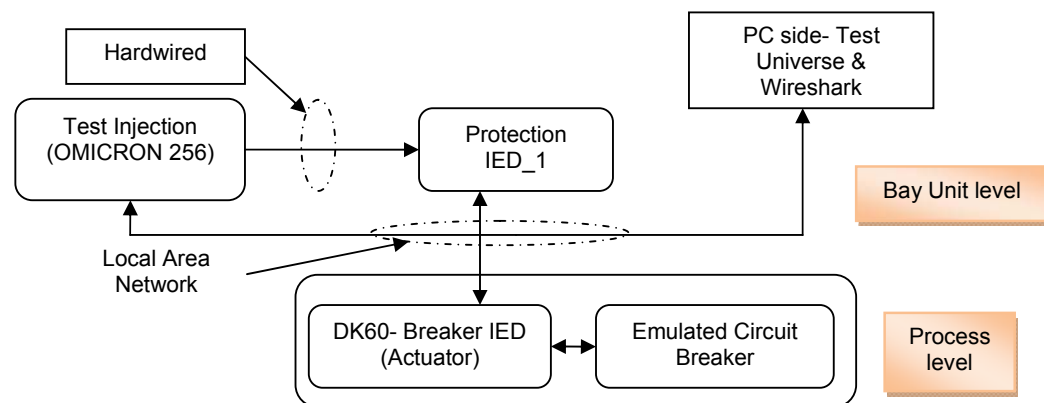 Hardwired
PC side- Test
Universe &
Wireshark
Test Injection
(OMICRON 256)
Protection
IED_1
Bay Unit level
Local Area
Network
DK60- Breaker IED
(Actuator)
Emulated Circuit
Breaker
Process
level